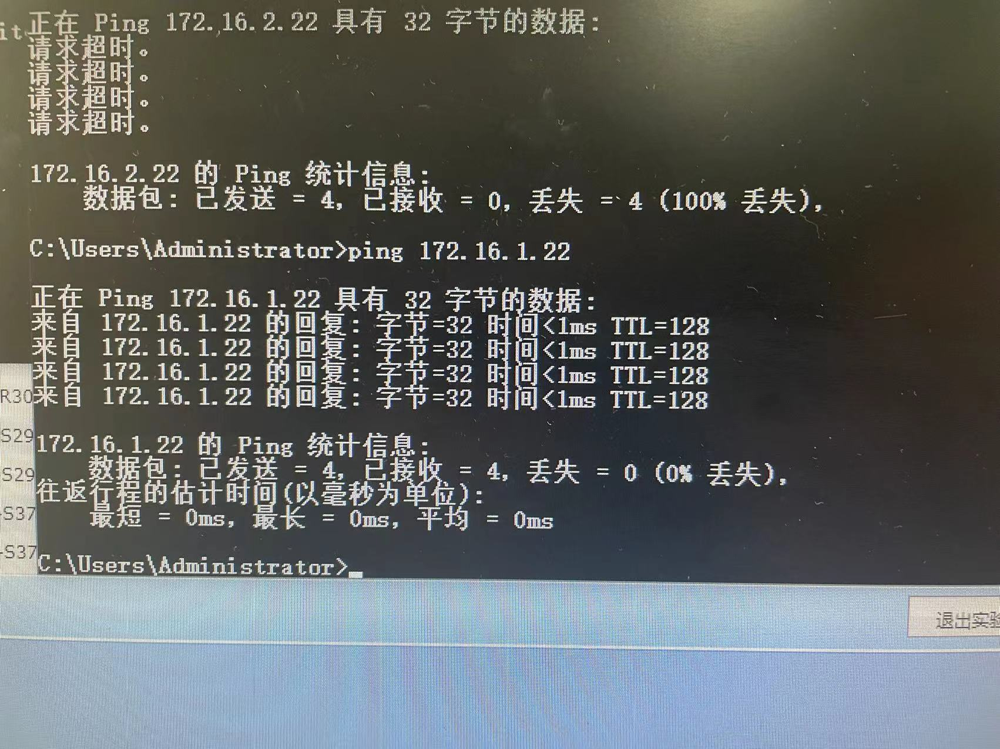 it
正在 Ping 172.16.2.22 具有 32 字节的数据:
请求超时。
请求超时。
请求超时。
请求超时。
172.16.2.22 的 Ping 统计信息:
数据包: 已发送 = 4, 已接收 = 0, 丢失 = 4 (100% 丢失),
C:\Users\Administrator>ping 172.16.1.22
正在 Ping 172.16.1.22 具有 32 字节的数据:
来自 172.16.1.22 的回复: 字节=32 时间<1ms TTL=128
来自 172.16.1.22 的回复: 字节=32 时间<1ms TTL=128
来自 172.16.1.22 的回复: 字节=32 时间<1ms TTL=128
R30
来自 172.16.1.22 的回复: 字节=32 时间<1ms TTL=128
S29
172.16.1.22 的 Ping 统计信息:
数据包: 已发送 = 4, 已接收 = 4, 丢失 = 0 (0% 丢失),
S29
往返行程的估计时间(以毫秒为单位):
-S37
最短 = 0ms, 最长 = 0ms, 平均 = 0ms
-S37
C:\Users\Administrator>
退出实验